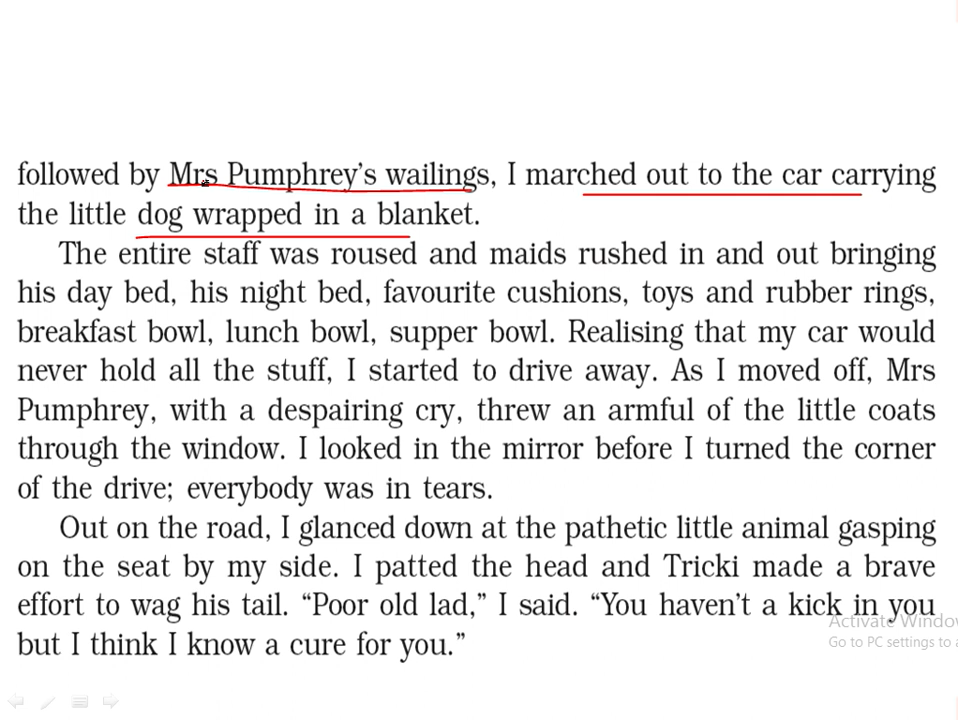 followed by Mrs Pumphrey's wailings, I marched out to the car carrying
the little dog wrapped in a blanket.
The entire staff was roused and maids rushed in and out bringing
his day bed, his night bed, favourite cushions, toys and rubber rings,
breakfast bowl, lunch bowl, supper bowl. Realising that my car would
never hold all the stuff, I started to drive away. As I moved off, Mrs
Pumphrey, with a despairing cry, threw an armful of the little coats
through the window. I looked in the mirror before I turned the corner
of the drive; everybody was in tears.
Out on the road, I glanced down at the pathetic little animal gasping
on the seat by my side. I patted the head and Tricki made a brave
effort to wag his tail. “Poor old lad,” I said. “You haven't a kick in you
but I think I know a cure for you.”
Activate Window
Go to PC settings to a